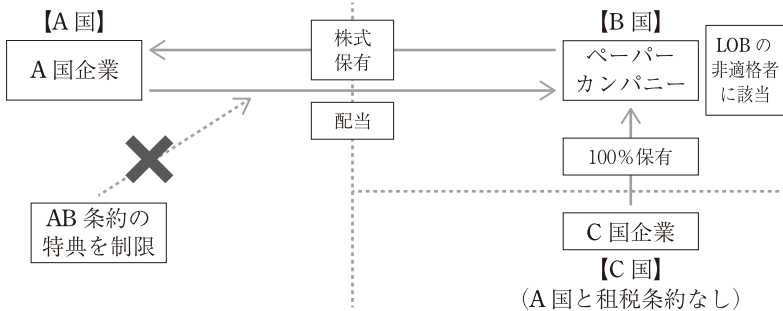 【A国】
A国企業
株式
保有
配当
【B国】
ペーパー
カンパニー
LOBの
非適格者
に該当
100%保有
AB条約の
特典を制限
C国企業
【C国】
（A国と租税条約なし）